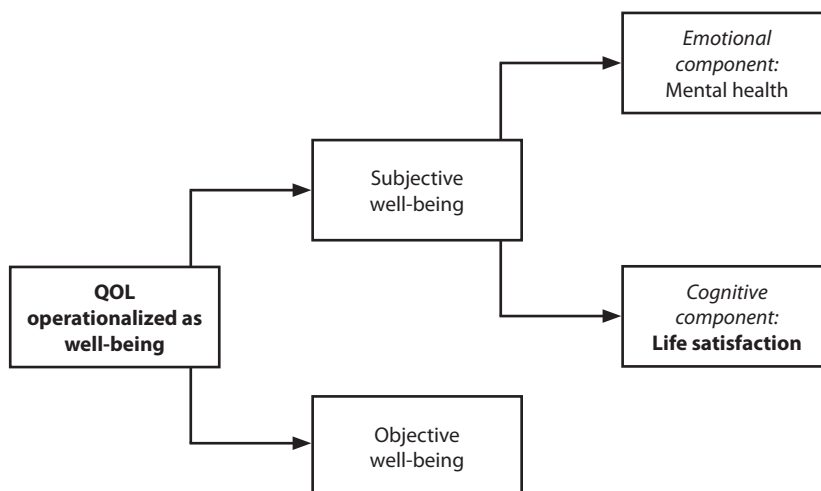 Emotional
component:
Mental health
Subjective
well-being
QOL
operationalized as
well-being
Cognitive
component:
Life satisfaction
Objective
well-being